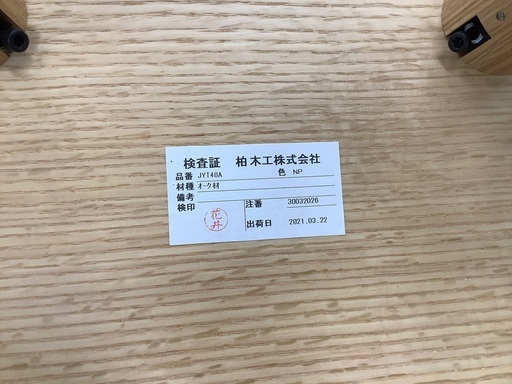 検査証 柏木工株式会社
品番 JYT48A 色 NP
材種 オーク材
備考
検印 花井 注番 30032026
出荷日 2021.03.22